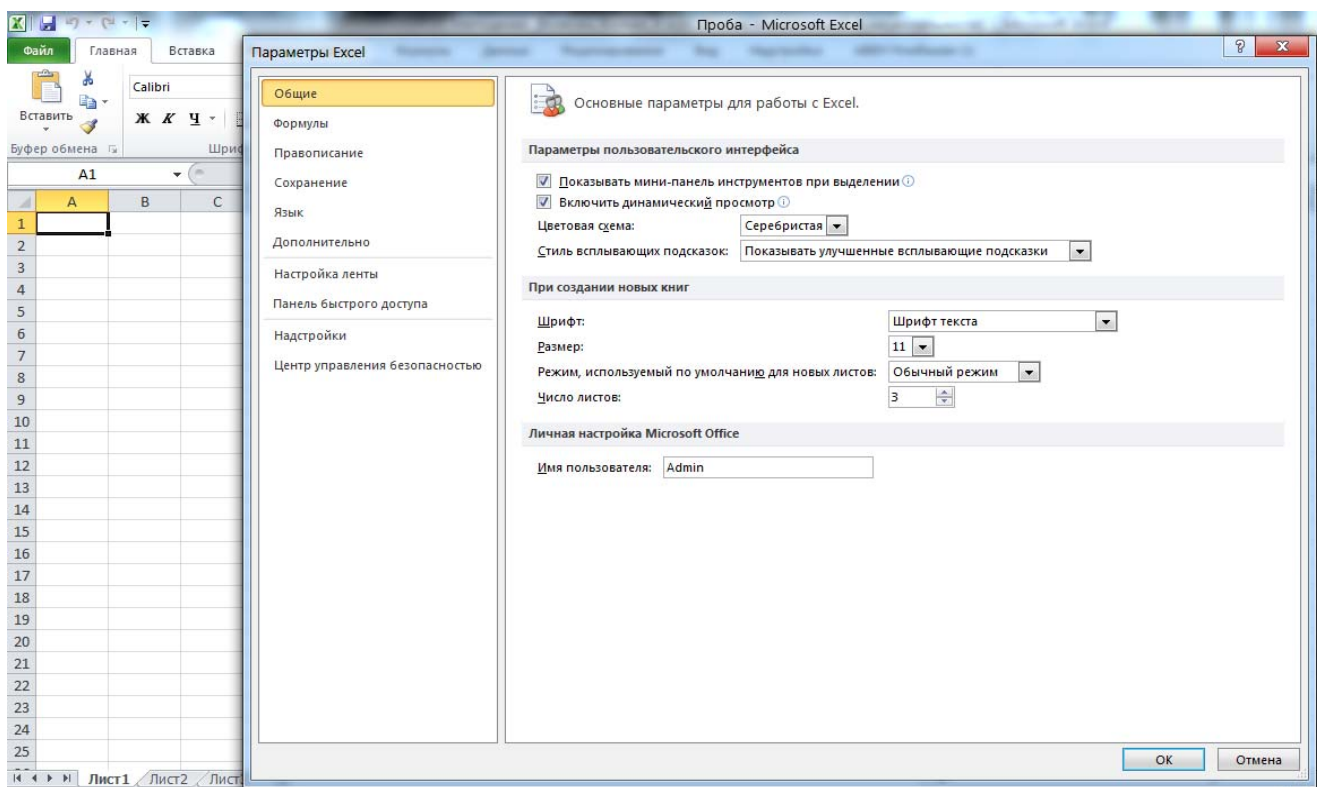 Проба - Microsoft Excel
Файл Главная Вставка
Параметры Excel
Calibri
Вставить
Ж К Ч
Буфер обмена
A1
A B C
1
2
3
4
5
6
7
8
9
10
11
12
13
14
15
16
17
18
19
20
21
22
23
24
25
Лист1 Лист2
Общие
Формулы
Правописание
Сохранение
Язык
Дополнительно
Настройка ленты
Панель быстрого доступа
Надстройки
Центр управления безопасностью
Основные параметры для работы с Excel.
Параметры пользовательского интерфейса
Показывать мини-панель инструментов при выделении
Включить динамический просмотр
Цветовая схема: Серебристая
Стиль всплывающих подсказок: Показывать улучшенные всплывающие подсказки
При создании новых книг
Шрифт: Шрифт текста
Размер: 11
Режим, используемый по умолчанию для новых листов: Обычный режим
Число листов: 3
Личная настройка Microsoft Office
Имя пользователя: Admin
ОК Отмена